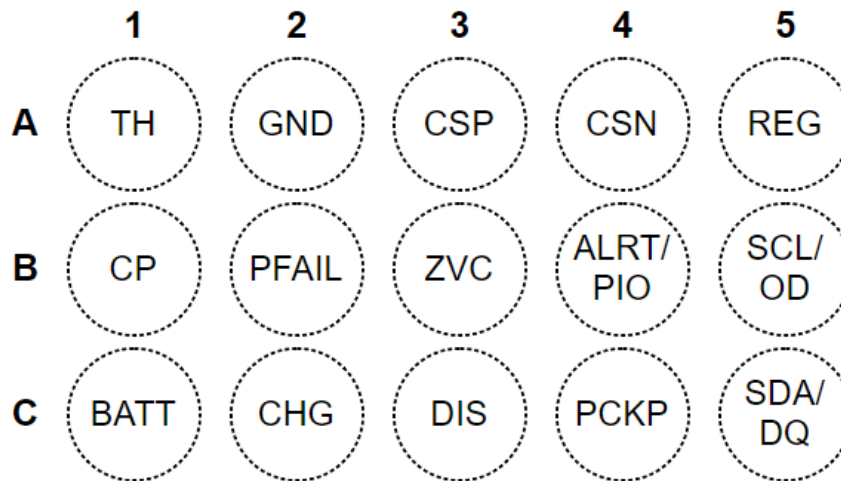 1 2 3 4 5
A TH GND CSP CSN REG
B CP PFAIL ZVC ALRT/ PIO SCL/ OD
C BATT CHG DIS PCKP SDA/ DQ